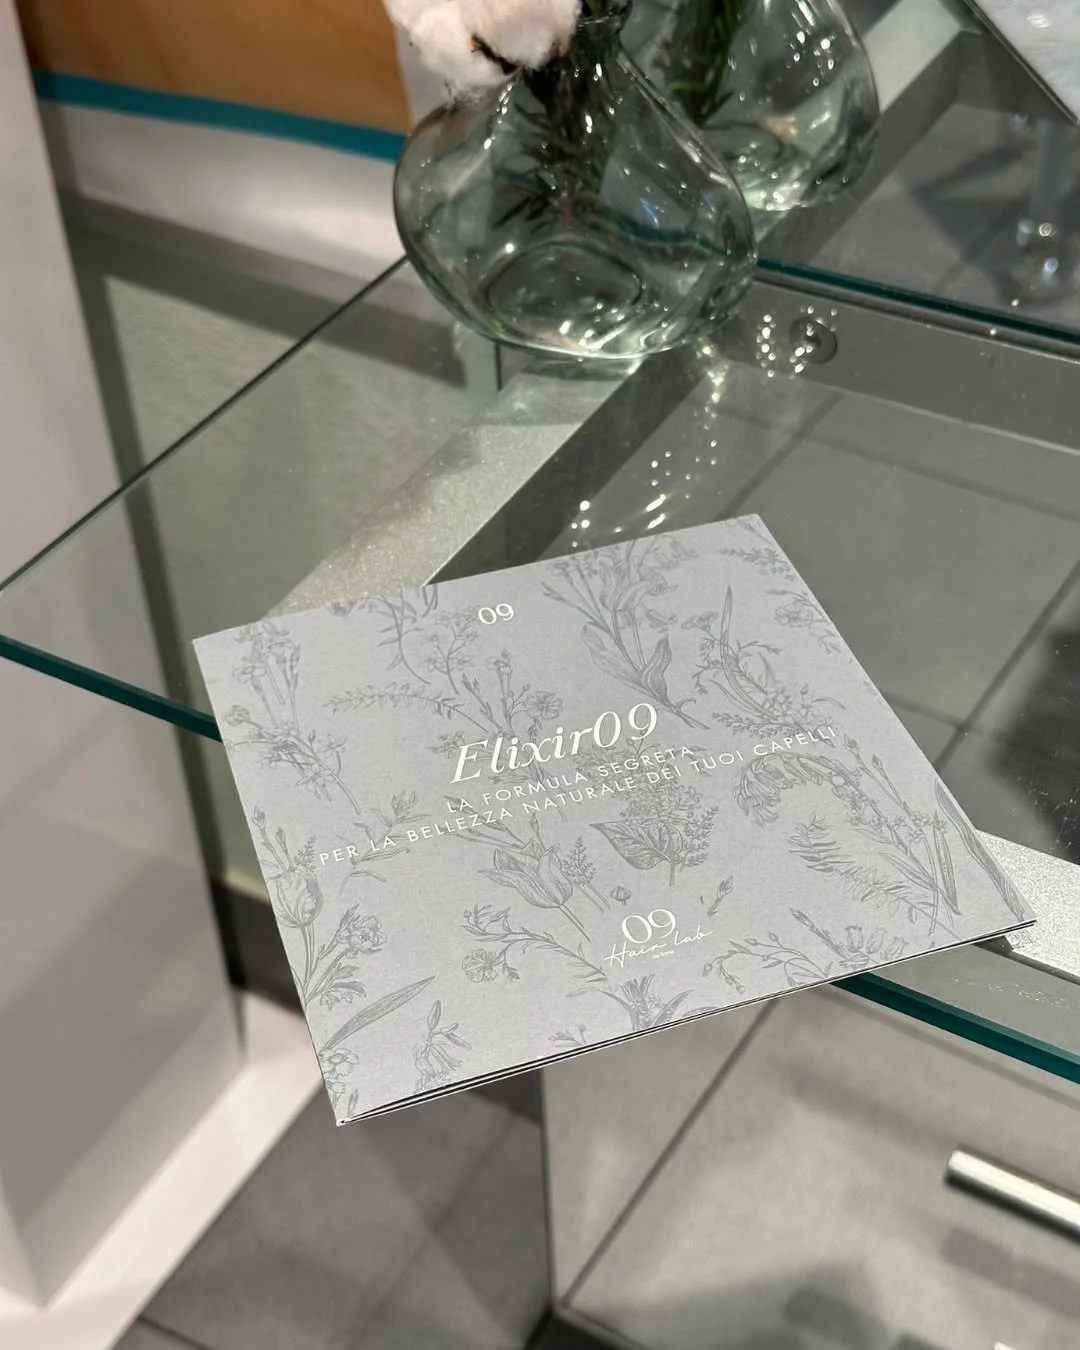 09
Elixir09
LA FORMULA SEGRETA
PER LA BELLEZZA NATURALE DEI TUOI CAPELLI
09
Hair Lab